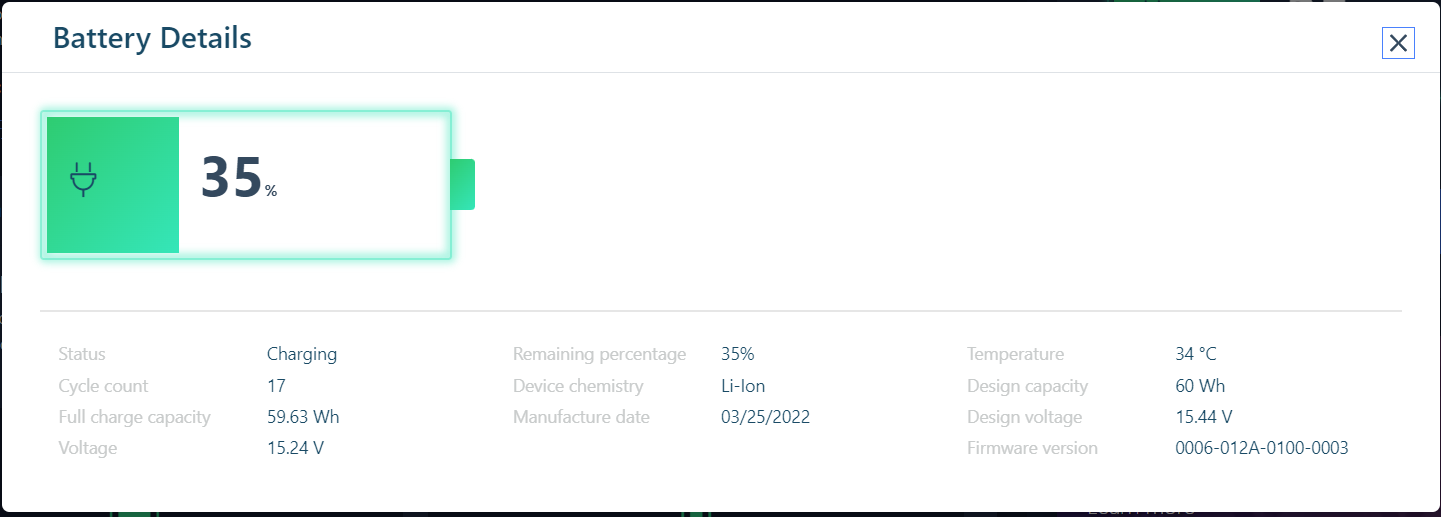 Battery Details
35%
Status Charging Remaining percentage 35% Temperature 34 °C
Cycle count 17 Device chemistry Li-Ion Design capacity 60 Wh
Full charge capacity 59.63 Wh Manufacture date 03/25/2022 Design voltage 15.44 V
Voltage 15.24 V Firmware version 0006-012A-0100-0003
Learn more